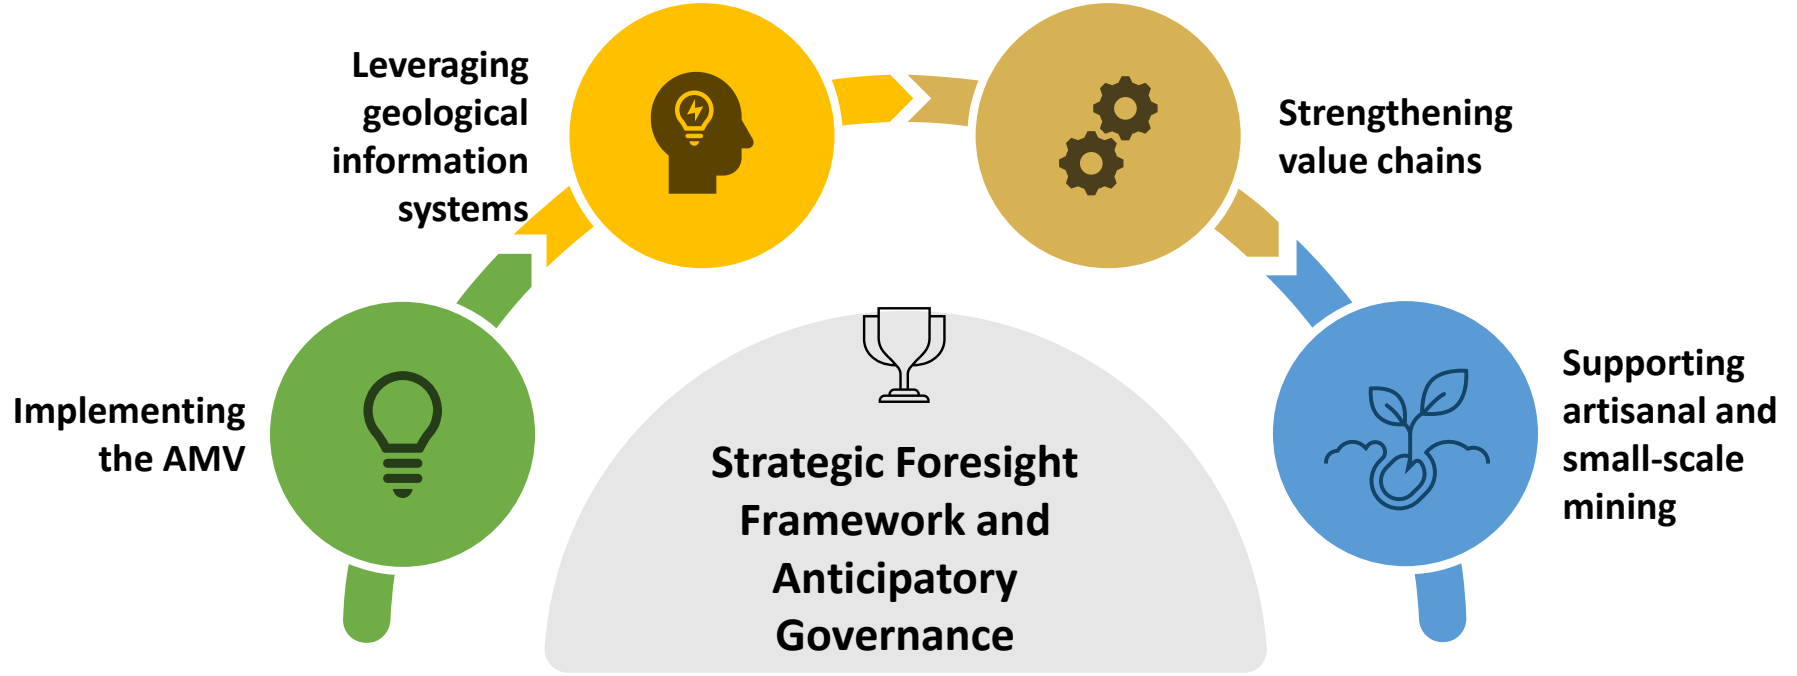 Implementing
the AMV
Leveraging
geological
information
systems
Strengthening
value chains
Supporting
artisanal and
small-scale
mining
Strategic Foresight
Framework and
Anticipatory
Governance